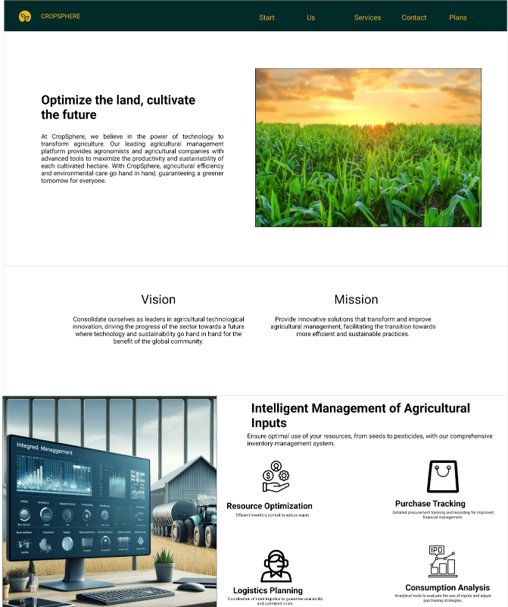 CROPSPHERE
Start Us Services Contact Plans
Optimize the land, cultivate
the future
At CropSphere, we believe in the power of technology to
transform agriculture. Our leading agricultural management
platform provides agronomists and agricultural companies with
advanced tools to maximize the productivity and sustainability of
each cultivated hectare. With CropSphere, agricultural efficiency
and environmental care go hand in hand, guaranteeing a greener
tomorrow for everyone.
Vision
Consolidate ourselves as leaders in agricultural technological
innovation, driving the progress of the sector towards a future
where technology and sustainability go hand in hand for the
benefit of the global community.
Mission
Provide innovative solutions that transform and improve
agricultural management, facilitating the transition towards
more efficient and sustainable practices.
Intelligent Management of Agricultural
Inputs
Ensure optimal use of your resources, from seeds to pesticides, with our comprehensive
inventory management system.
Resource Optimization
Efficient inventory control to reduce waste.
Purchase Tracking
Detailed procurement tracking and recording for improved
financial management.
Logistics Planning
Coordination of input logistics to guarantee availability
and optimized costs.
IPO
Consumption Analysis
Analytical tools to evaluate the use of inputs and adjust
purchasing strategies.